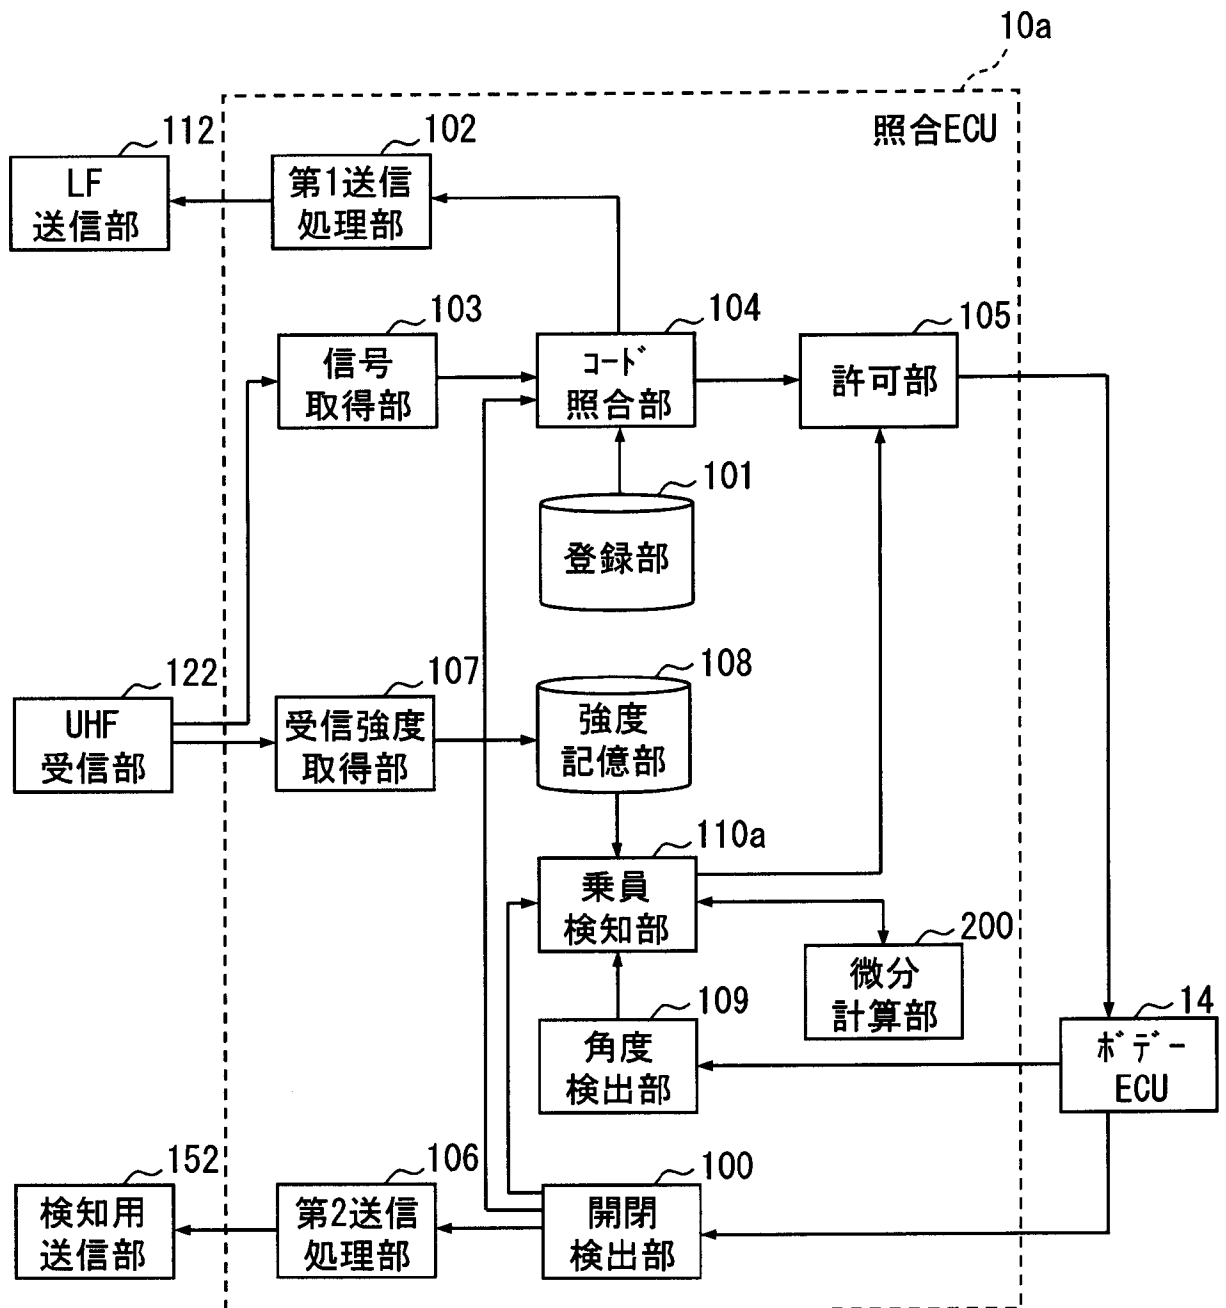 10a
照合ECU
112
LF
送信部
102
第1送信
処理部
103
信号
取得部
104
ｺｰﾄﾞ
照合部
105
許可部
101
登録部
122
UHF
受信部
107
受信強度
取得部
108
強度
記憶部
110a
乗員
検知部
200
微分
計算部
109
角度
検出部
14
ﾎﾞﾃﾞｰ
ECU
152
検知用
送信部
106
第2送信
処理部
100
開閉
検出部